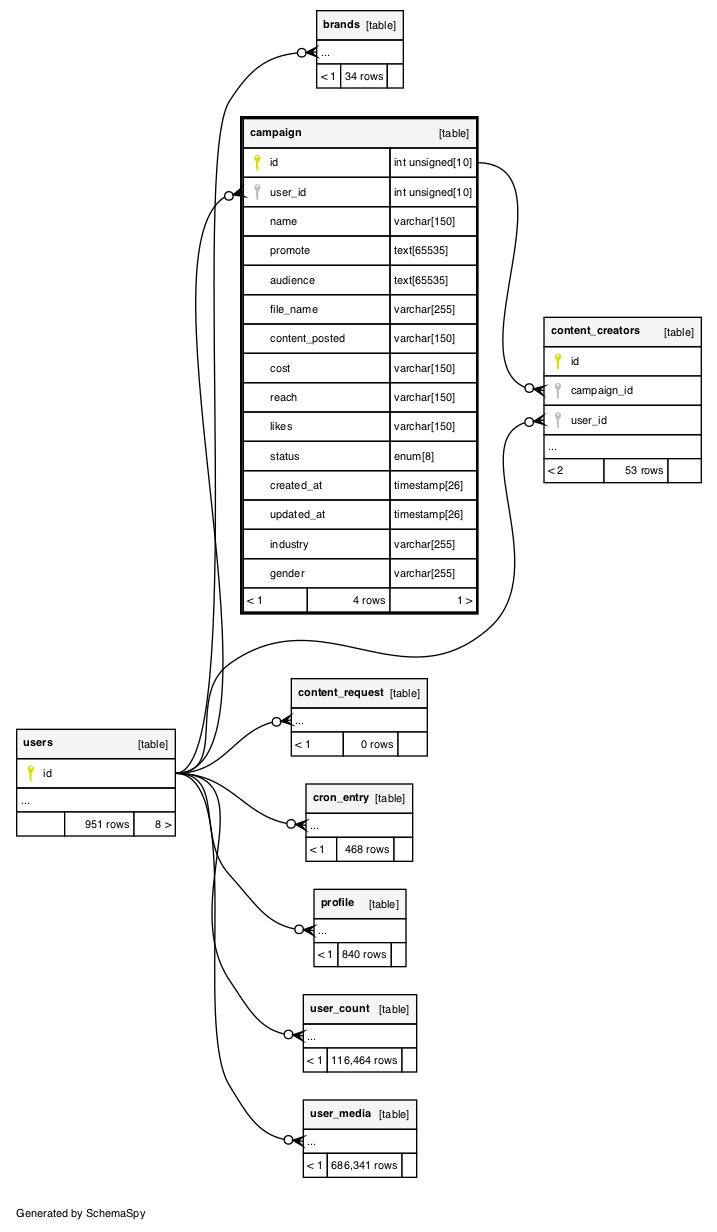 brands [table]
...
< 1 34 rows
campaign [table]
id int unsigned[10]
user_id int unsigned[10]
name varchar[150]
promote text[65535]
audience text[65535]
file_name varchar[255]
content_posted varchar[150]
cost varchar[150]
reach varchar[150]
likes varchar[150]
status enum[8]
created_at timestamp[26]
updated_at timestamp[26]
industry varchar[255]
gender varchar[255]
< 1 4 rows 1 >
content_creators [table]
id
campaign_id
user_id
...
< 2 53 rows
content_request [table]
...
< 1 0 rows
users [table]
id
...
951 rows 8 >
cron_entry [table]
...
< 1 468 rows
profile [table]
...
< 1 840 rows
user_count [table]
...
< 1 116,464 rows
user_media [table]
...
< 1 686,341 rows
Generated by SchemaSpy